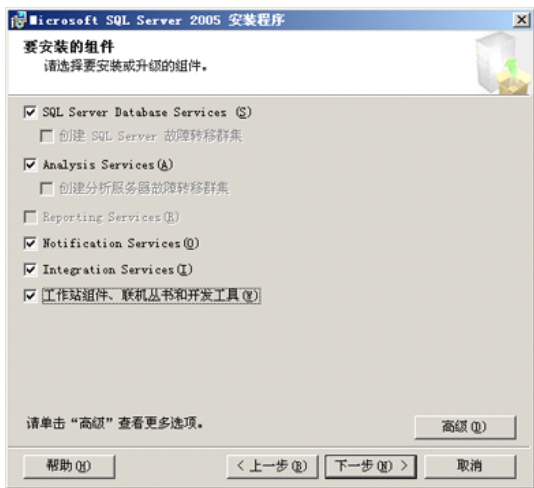 Microsoft SQL Server 2005 安装程序
要安装的组件
请选择要安装或升级的组件。
SQL Server Database Services (S)
创建 SQL Server 故障转移群集
Analysis Services(A)
创建分析服务器故障转移群集
Reporting Services(R)
Notification Services(O)
Integration Services(I)
工作站组件、联机丛书和开发工具(W)
请单击“高级”查看更多选项。
高级(D)
帮助(H)
< 上一步(B)
下一步(N) >
取消